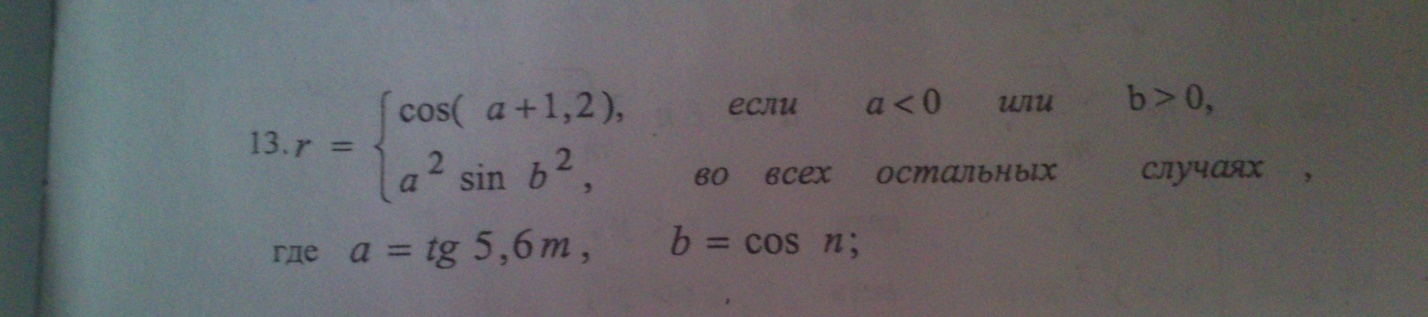 13. r = { cos( a + 1,2 ), если a < 0 или b > 0,
a² sin b², во всех остальных случаях ,
где a = tg 5,6 m , b = cos n;